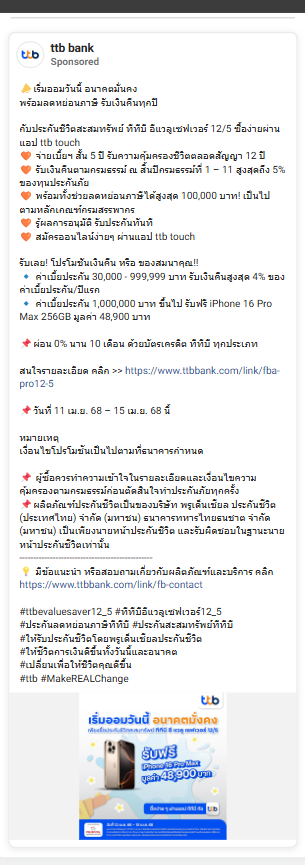 ttb
ttb bank
Sponsored
เริ่มออมวันนี้ อนาคตมั่นคง
พร้อมลดหย่อนภาษี รับเงินคืนทุกปี
กับประกันชีวิตสะสมทรัพย์ ทีทีบี อีแวลูเซฟเวอร์ 12/5 ซื้อง่ายผ่าน
แอป ttb touch
🧡 จ่ายเบี้ยฯ สั้น 5 ปี รับความคุ้มครองชีวิตตลอดสัญญา 12 ปี
🧡 รับเงินคืนตามกรมธรรม์ ณ สิ้นปีกรมธรรม์ที่ 1 – 11 สูงสุดถึง 5%
ของทุนประกันภัย
🧡 พร้อมทั้งช่วยลดหย่อนภาษีได้สูงสุด 100,000 บาท! เป็นไป
ตามหลักเกณฑ์กรมสรรพากร
🧡 รู้ผลการอนุมัติ รับประกันทันที
🧡 สมัครออนไลน์ง่ายๆ ผ่านแอป ttb touch
รับเลย! โปรโมชันเงินคืน หรือ ของสมนาคุณ!!
🔹 ค่าเบี้ยประกัน 30,000 - 999,999 บาท รับเงินคืนสูงสุด 4% ของ
ค่าเบี้ยประกัน/ปีแรก
🔹 ค่าเบี้ยประกัน 1,000,000 บาท ขึ้นไป รับฟรี iPhone 16 Pro
Max 256GB มูลค่า 48,900 บาท
📌 ผ่อน 0% นาน 10 เดือน ด้วยบัตรเครดิต ทีทีบี ทุกประเภท
สนใจรายละเอียด คลิก >> https://www.ttbbank.com/link/fba-
pro12-5
📌 วันที่ 11 เม.ย. 68 – 15 เม.ย. 68 นี้
หมายเหตุ
เงื่อนไขโปรโมชันเป็นไปตามที่ธนาคารกำหนด
📌 ผู้ซื้อควรทำความเข้าใจในรายละเอียดและเงื่อนไขความ
คุ้มครองตามกรมธรรม์ก่อนตัดสินใจทำประกันภัยทุกครั้ง
📌 ผลิตภัณฑ์ประกันชีวิตเป็นของบริษัท พรูเด็นเชียล ประกันชีวิต
(ประเทศไทย) จำกัด (มหาชน) ธนาคารทหารไทยธนชาต จำกัด
(มหาชน) เป็นเพียงนายหน้าประกันชีวิต และรับผิดชอบในฐานะนาย
หน้าประกันชีวิตเท่านั้น
----------------------------------------------
💡 มีข้อแนะนำ หรือสอบถามเกี่ยวกับผลิตภัณฑ์และบริการ คลิก
https://www.ttbbank.com/link/fb-contact
#ttbevaluesaver12_5 #ทีทีบีอีแวลูเซฟเวอร์12_5
#ประกันลดหย่อนภาษีทีทีบี #ประกันสะสมทรัพย์ทีทีบี
#ให้รับประกันชีวิตโดยพรูเด็นเชียลประกันชีวิต
#ให้ชีวิตการเงินดีขึ้นทั้งวันนี้และอนาคต
#เปลี่ยนเพื่อให้ชีวิตคุณดีขึ้น
#ttb #MakeREALChange
ttb
เริ่มออมวันนี้ อนาคตมั่นคง
รับฟรี
iPhone 16 Pro Max
มูลค่า 48,900 บาท
ttb